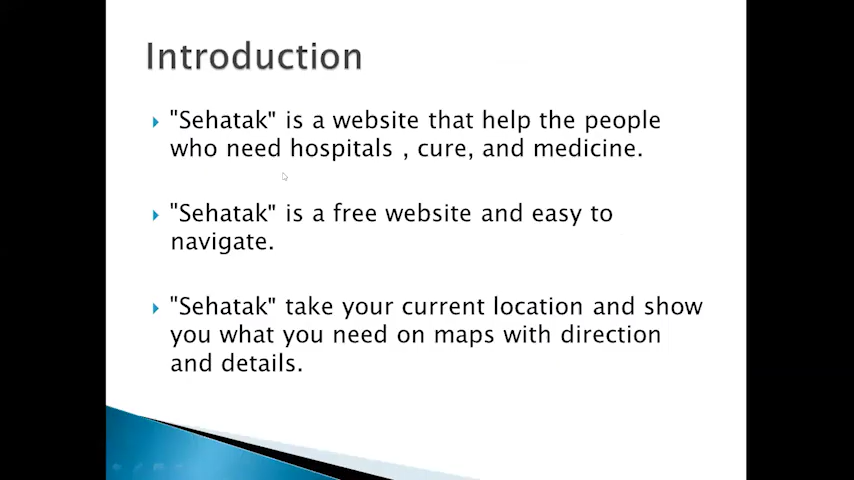 Introduction
"Sehatak" is a website that help the people
who need hospitals , cure, and medicine.
"Sehatak" is a free website and easy to
navigate.
"Sehatak" take your current location and show
you what you need on maps with direction
and details.